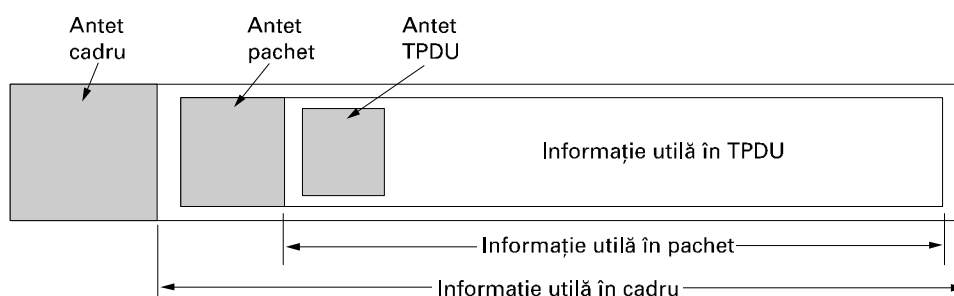 Antet
cadru
Antet
pachet
Antet
TPDU
Informație utilă în TPDU
Informație utilă în pachet
Informație utilă în cadru